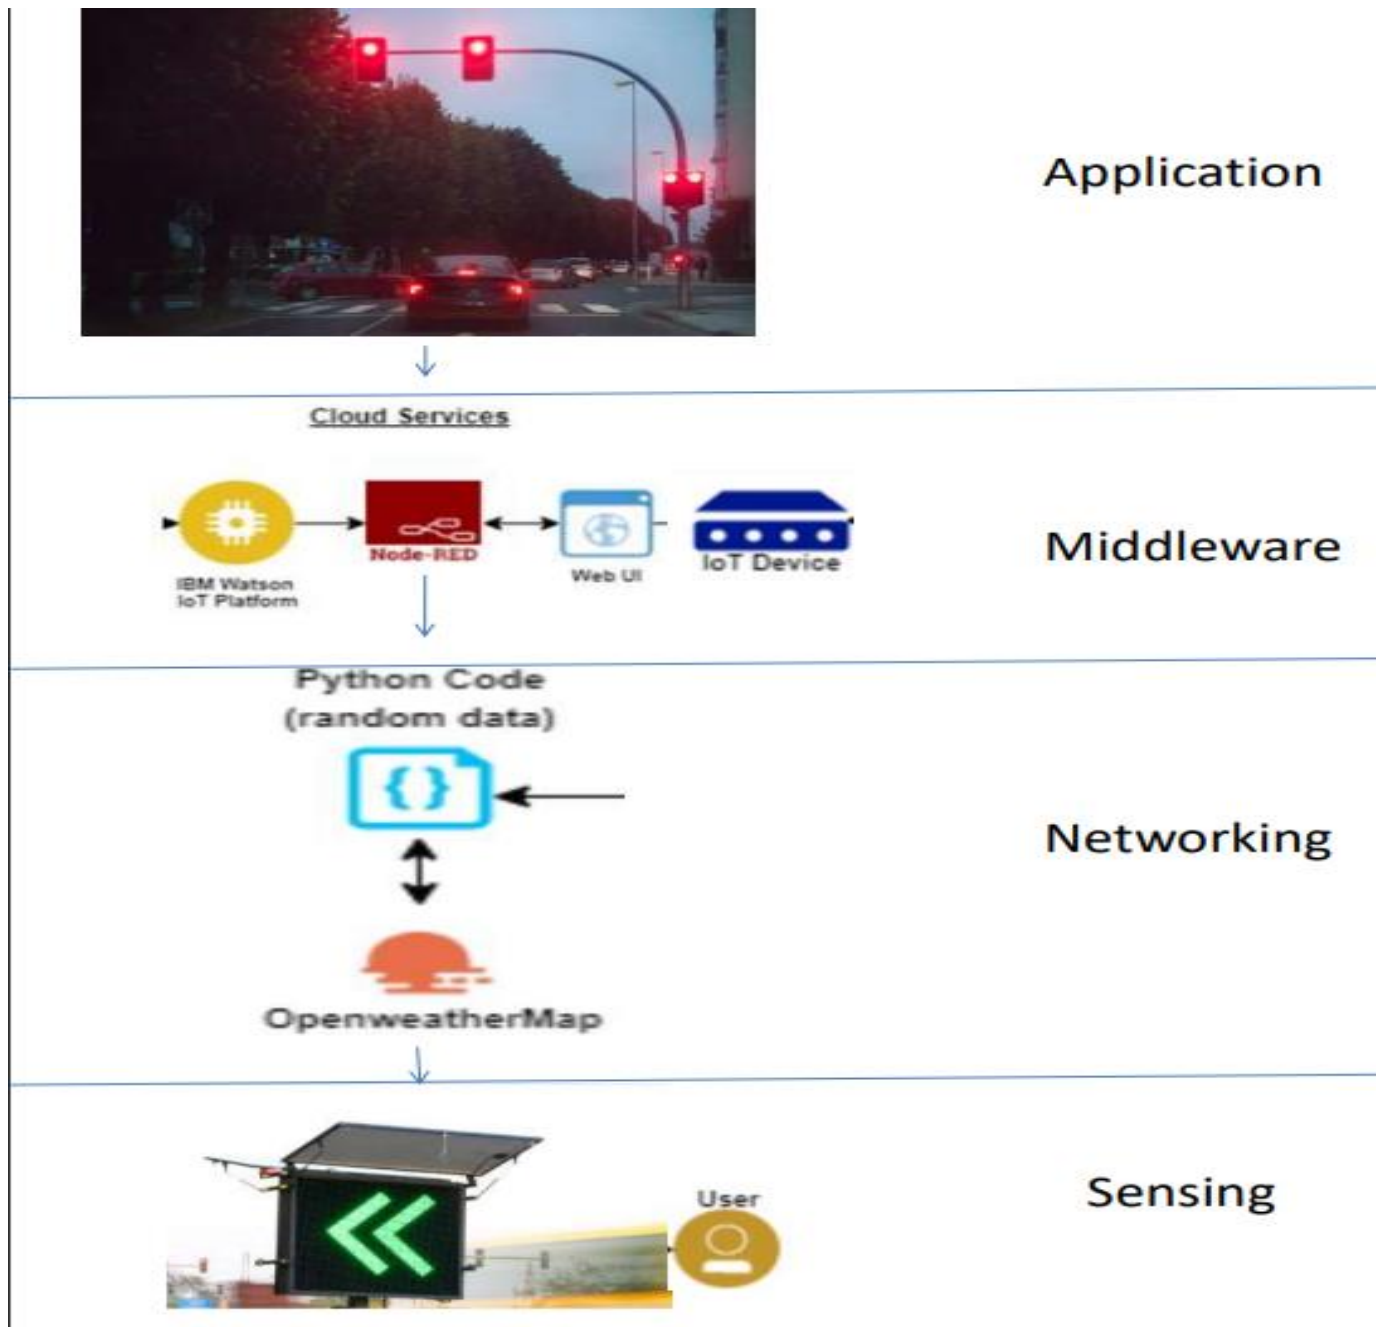 Application
Cloud Services
Node-RED
IBM Watson
IoT Platform
Web UI
IoT Device
Middleware
Python Code
(random data)
{}
Networking
OpenweatherMap
User
Sensing